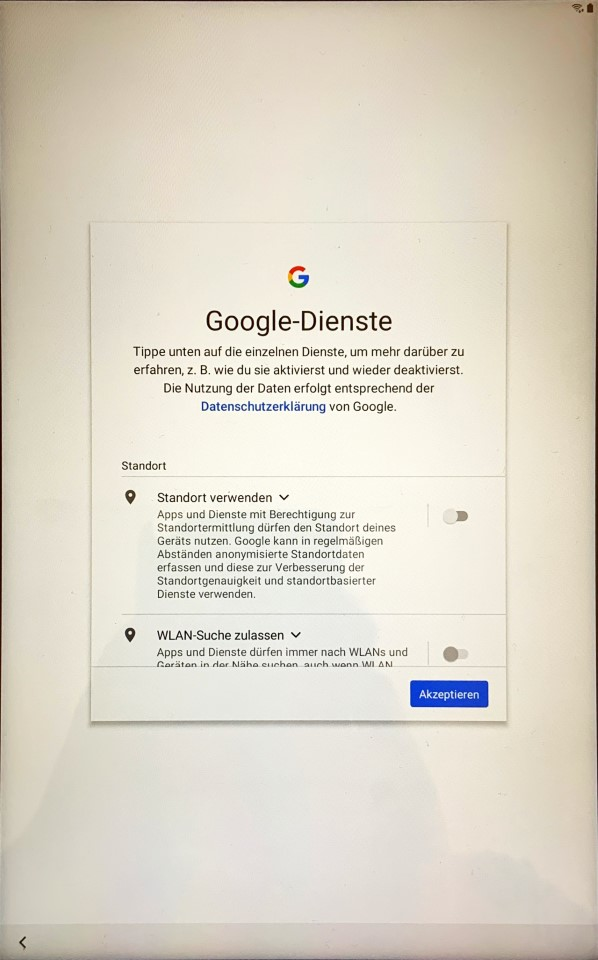 Google-Dienste
Tippe unten auf die einzelnen Dienste, um mehr darüber zu
erfahren, z. B. wie du sie aktivierst und wieder deaktivierst.
Die Nutzung der Daten erfolgt entsprechend der
Datenschutzerklärung von Google.
Standort
Standort verwenden
Apps und Dienste mit Berechtigung zur
Standortermittlung dürfen den Standort deines
Geräts nutzen. Google kann in regelmäßigen
Abständen anonymisierte Standortdaten
erfassen und diese zur Verbesserung der
Standortgenauigkeit und standortbasierter
Dienste verwenden.
WLAN-Suche zulassen
Apps und Dienste dürfen immer nach WLANs und
Geräten in der Nähe suchen, auch wenn WLAN
Akzeptieren